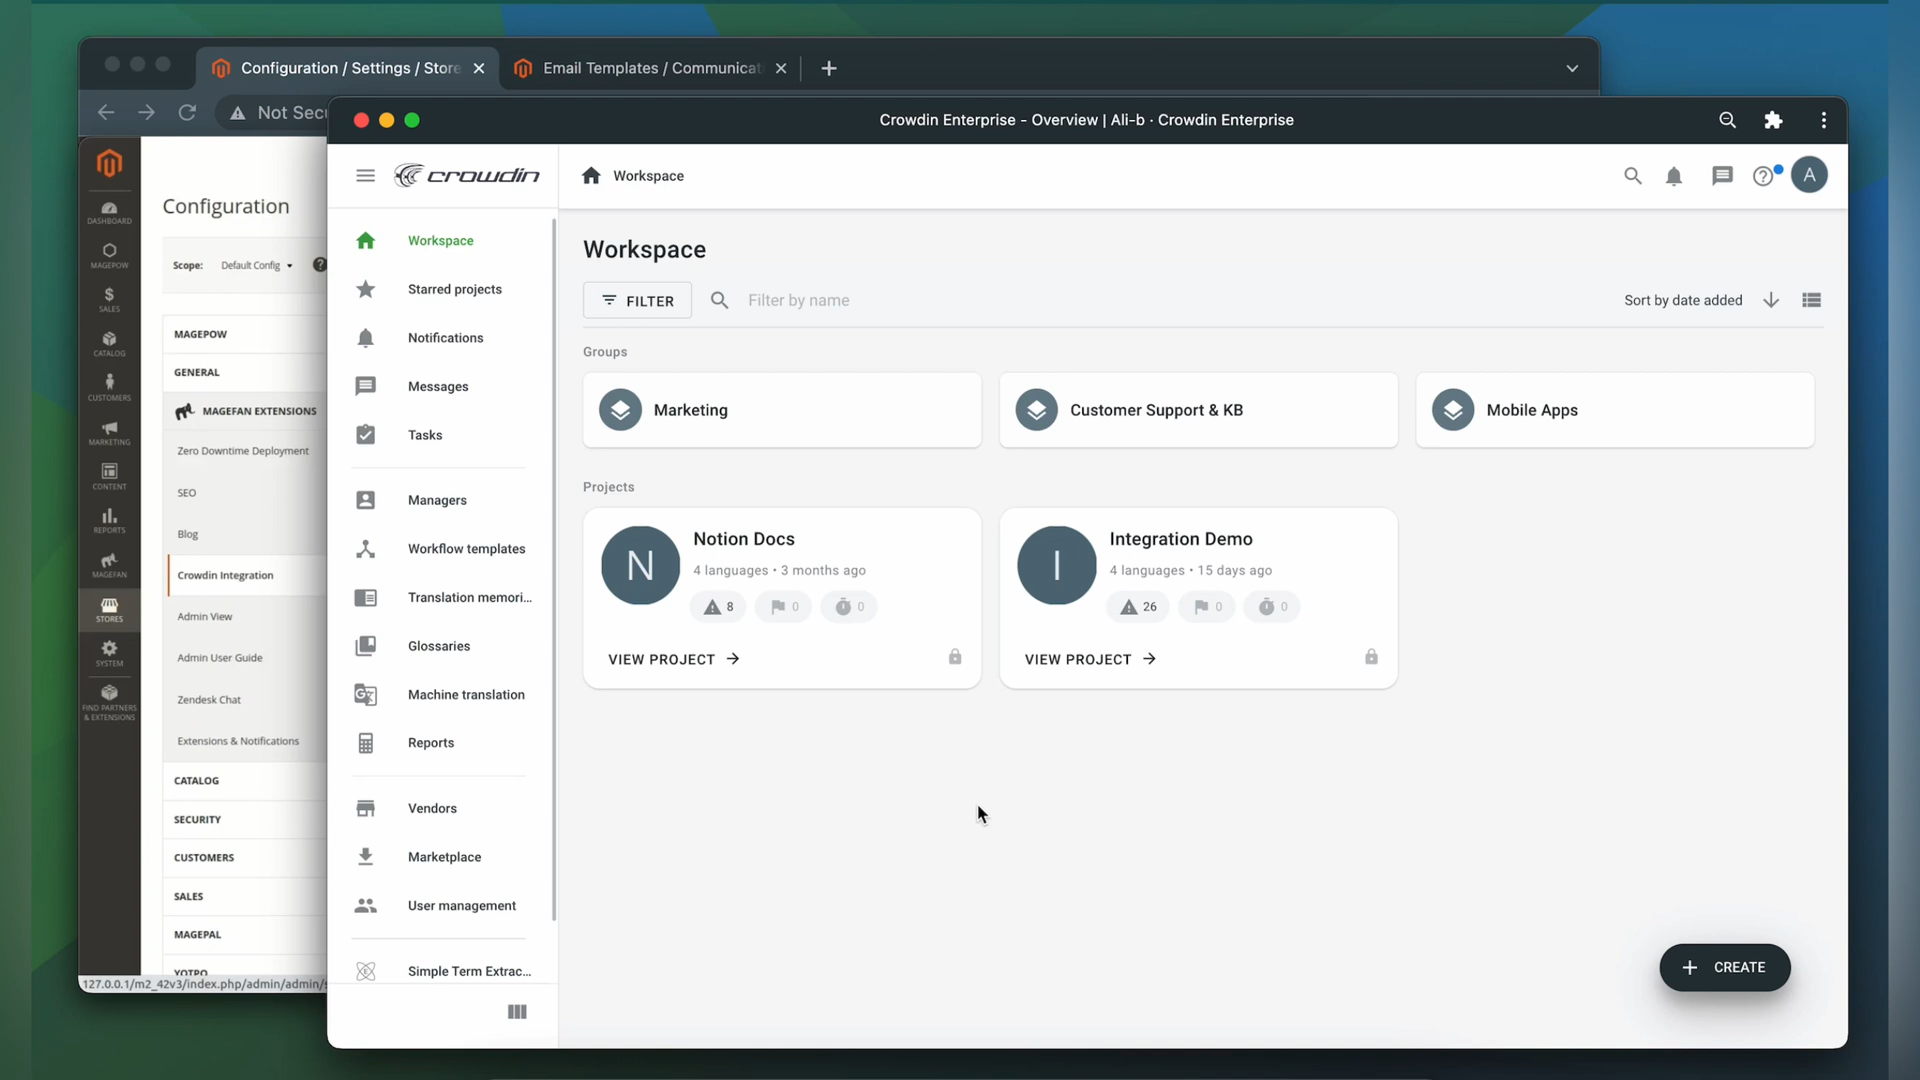 Configuration / Settings / Store
Email Templates / Communicat
Not Secu
Crowdin Enterprise - Overview | Ali-b · Crowdin Enterprise
DASHBOARD
MAGEPOW
SALES
CATALOG
CUSTOMERS
MARKETING
CONTENT
REPORTS
MAGEFAN
STORES
SYSTEM
FIND PARTNERS
& EXTENSIONS
Configuration
Scope: Default Config
MAGEPOW
GENERAL
MAGEFAN EXTENSIONS
Zero Downtime Deployment
SEO
Blog
Crowdin Integration
Admin View
Admin User Guide
Zendesk Chat
Extensions & Notifications
CATALOG
SECURITY
CUSTOMERS
SALES
MAGEPAL
YOTPO
127.0.0.1/m2_42v3/index.php/admin/admin/s
crowdin
Workspace
A
Workspace
Starred projects
Notifications
Messages
Tasks
Managers
Workflow templates
Translation memori...
Glossaries
Machine translation
Reports
Vendors
Marketplace
User management
Simple Term Extrac...
Workspace
FILTER
Filter by name
Sort by date added
Groups
Marketing
Customer Support & KB
Mobile Apps
Projects
N
Notion Docs
4 languages • 3 months ago
8 0 0
VIEW PROJECT
I
Integration Demo
4 languages • 15 days ago
26 0 0
VIEW PROJECT
CREATE